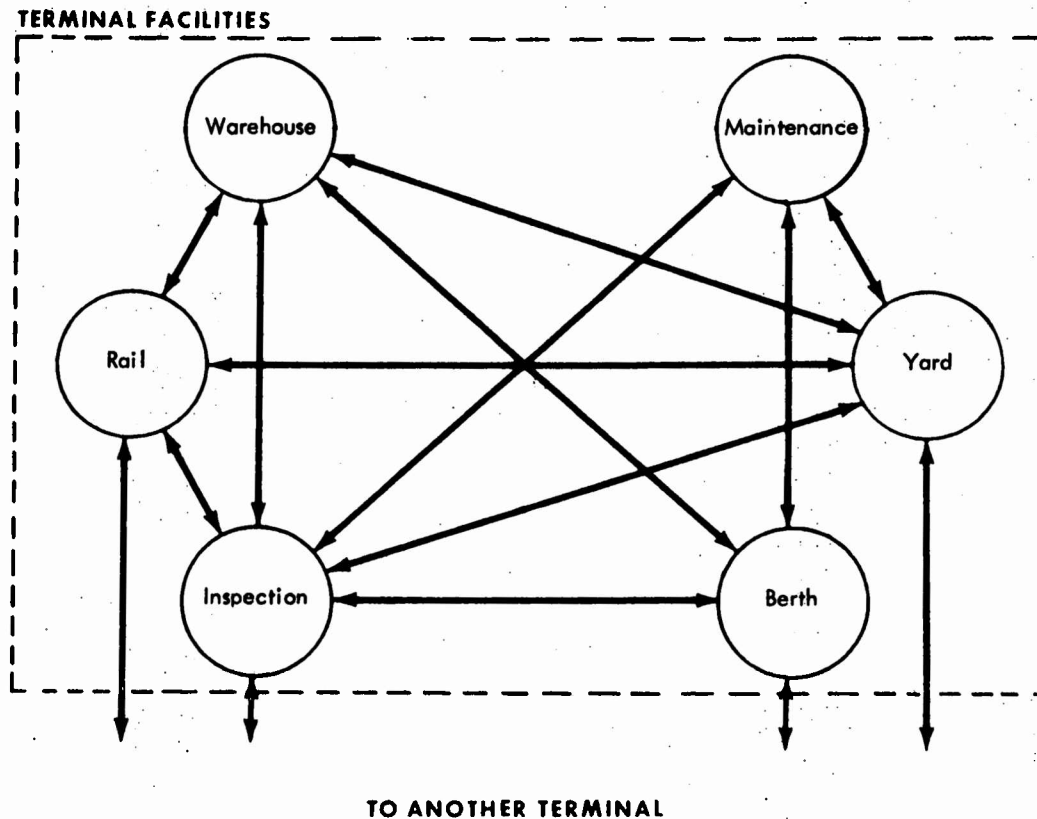 TERMINAL FACILITIES
Warehouse
Maintenance
Rail
Yard
Inspection
Berth
TO ANOTHER TERMINAL